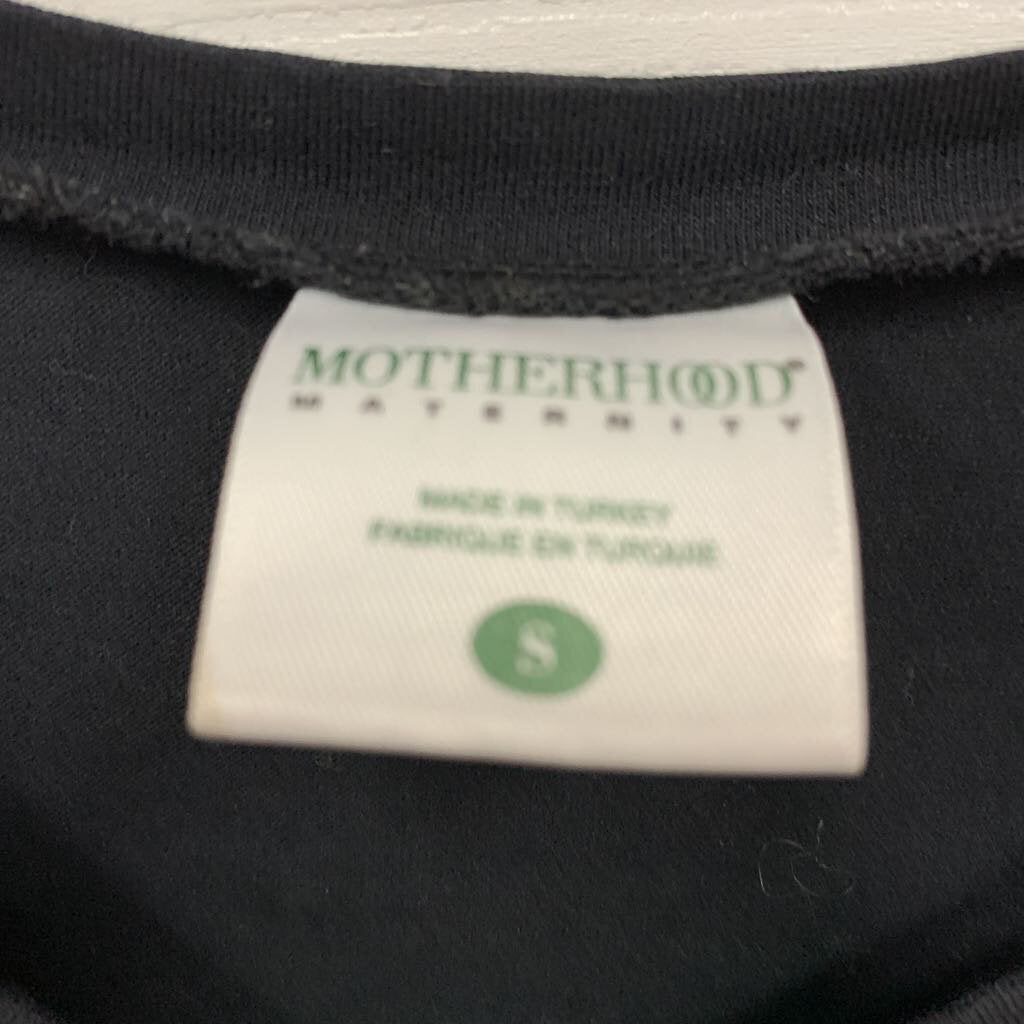 MOTHERHOOD®
MATERNITY
MADE IN TURKEY
FABRIQUE EN TURQUIE
S